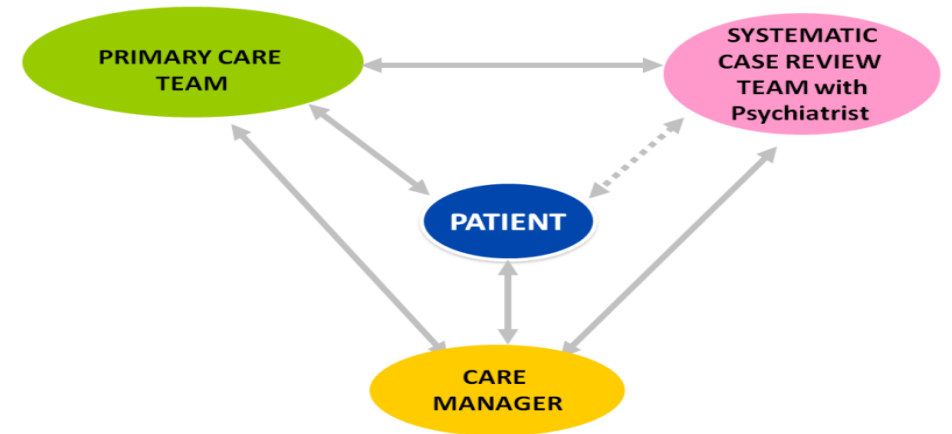 PRIMARY CARE
TEAM
SYSTEMATIC
CASE REVIEW
TEAM with
Psychiatrist
PATIENT
CARE
MANAGER